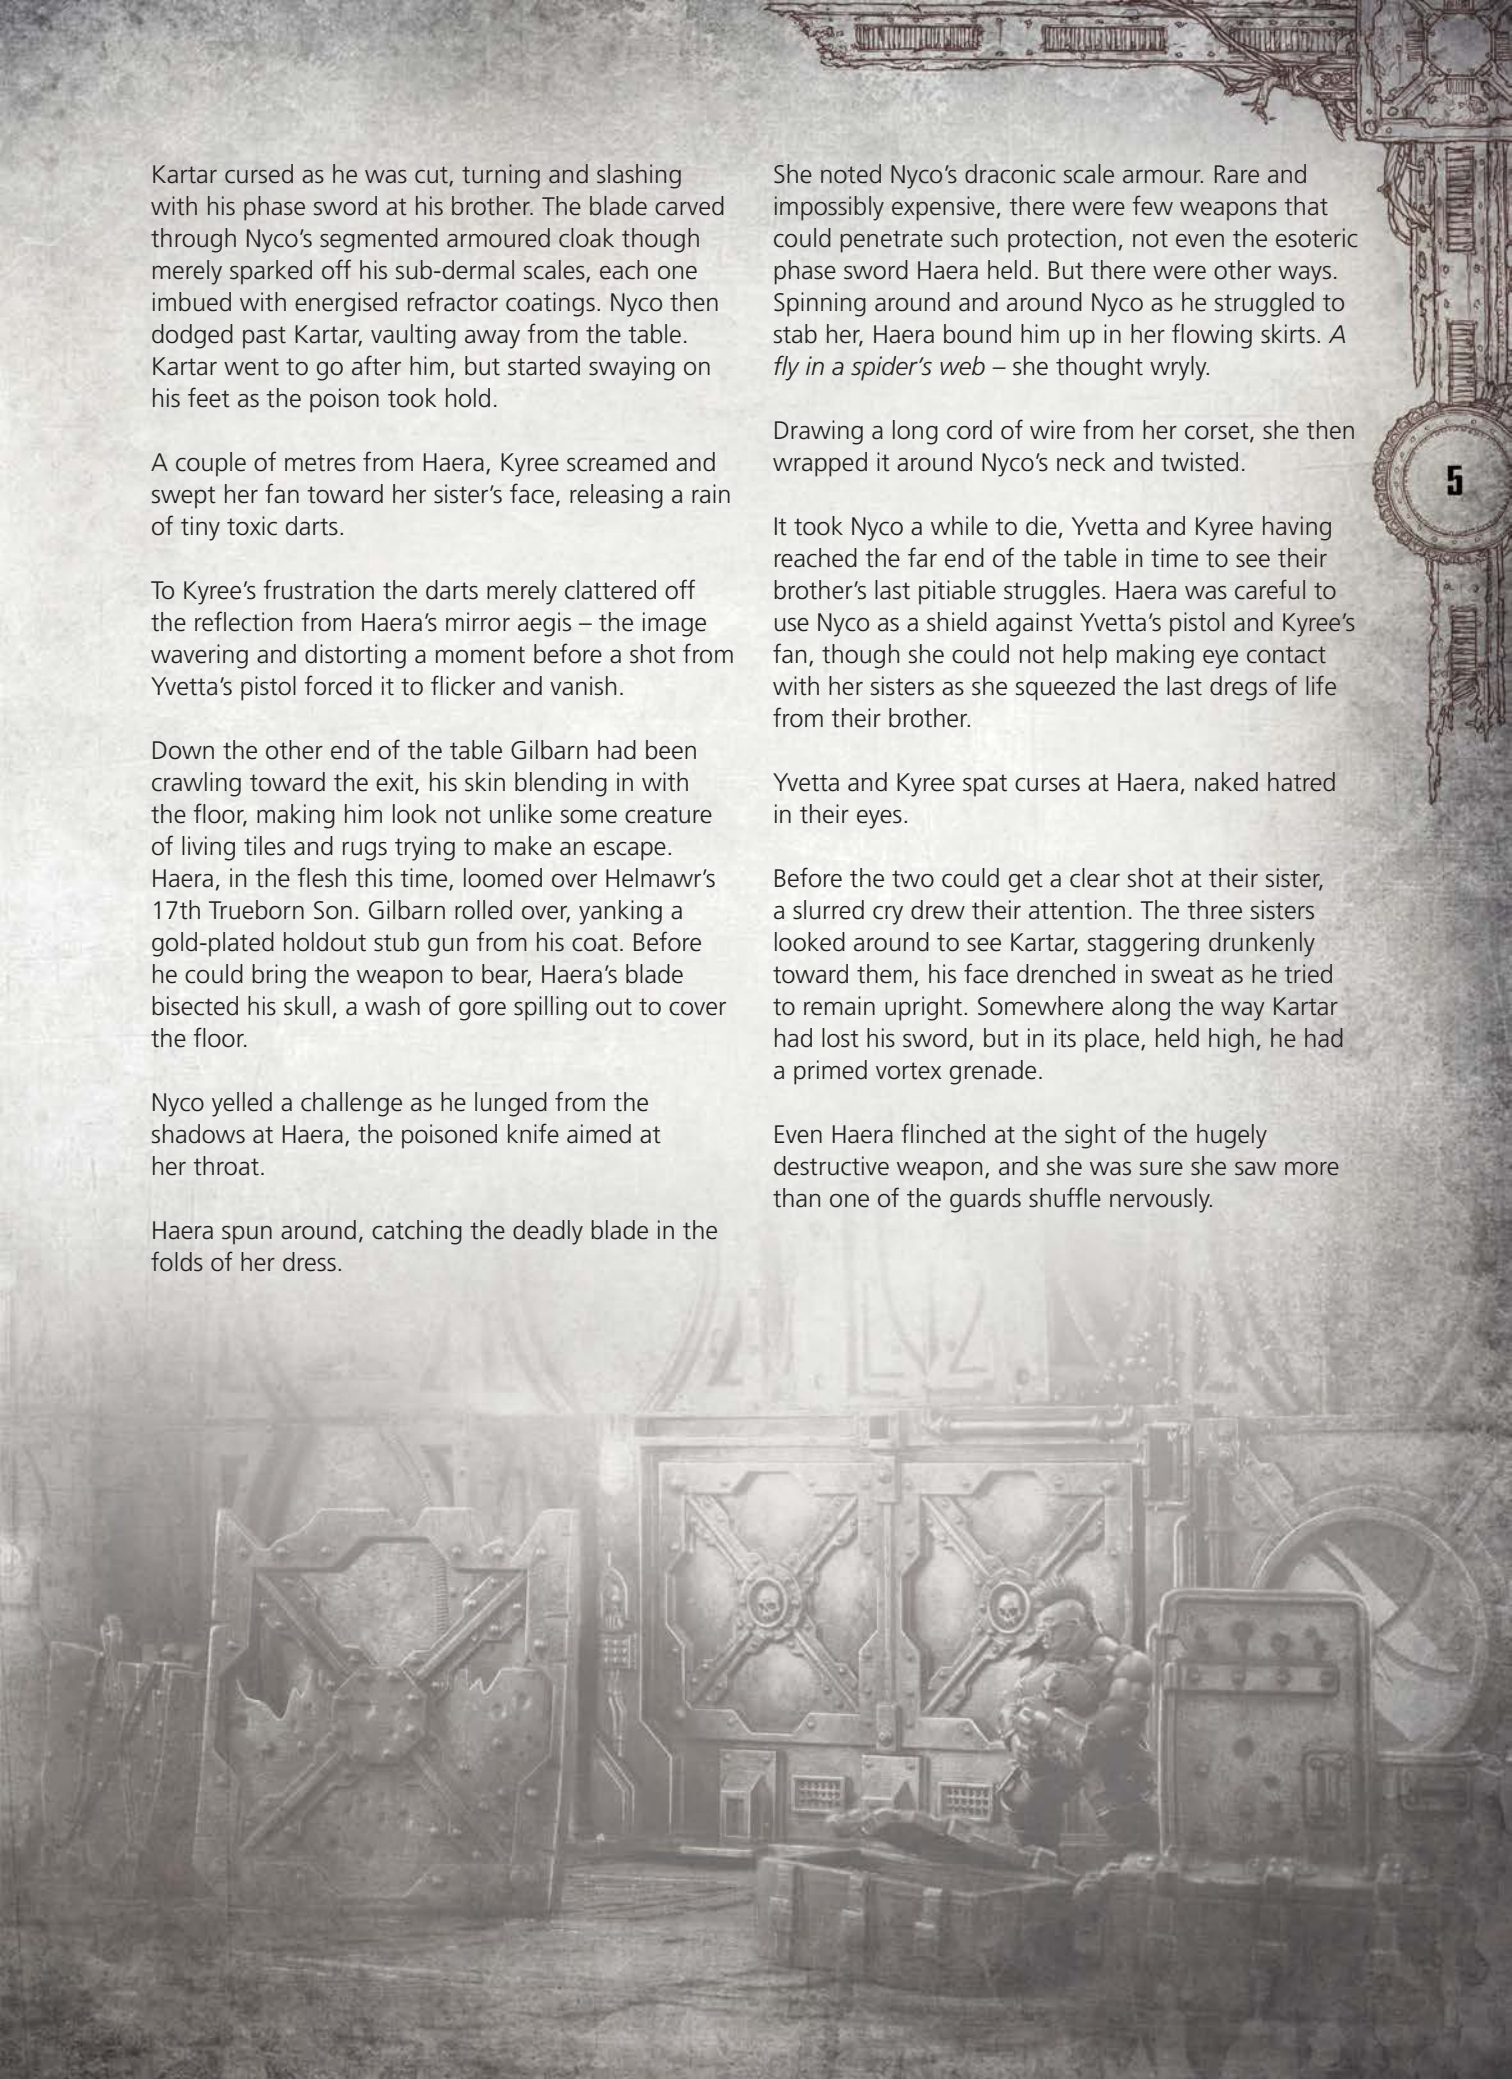 Kartar cursed as he was cut, turning and slashing
with his phase sword at his brother. The blade carved
through Nyco’s segmented armoured cloak though
merely sparked off his sub-dermal scales, each one
imbued with energised refractor coatings. Nyco then
dodged past Kartar, vaulting away from the table.
Kartar went to go after him, but started swaying on
his feet as the poison took hold.
A couple of metres from Haera, Kyree screamed and
swept her fan toward her sister’s face, releasing a rain
of tiny toxic darts.
To Kyree’s frustration the darts merely clattered off
the reflection from Haera’s mirror aegis – the image
wavering and distorting a moment before a shot from
Yvetta’s pistol forced it to flicker and vanish.
Down the other end of the table Gilbarn had been
crawling toward the exit, his skin blending in with
the floor, making him look not unlike some creature
of living tiles and rugs trying to make an escape.
Haera, in the flesh this time, loomed over Helmawr’s
17th Trueborn Son. Gilbarn rolled over, yanking a
gold-plated holdout stub gun from his coat. Before
he could bring the weapon to bear, Haera’s blade
bisected his skull, a wash of gore spilling out to cover
the floor.
Nyco yelled a challenge as he lunged from the
shadows at Haera, the poisoned knife aimed at
her throat.
Haera spun around, catching the deadly blade in the
folds of her dress.
She noted Nyco’s draconic scale armour. Rare and
impossibly expensive, there were few weapons that
could penetrate such protection, not even the esoteric
phase sword Haera held. But there were other ways.
Spinning around and around Nyco as he struggled to
stab her, Haera bound him up in her flowing skirts. A
fly in a spider’s web – she thought wryly.
Drawing a long cord of wire from her corset, she then
wrapped it around Nyco’s neck and twisted.
It took Nyco a while to die, Yvetta and Kyree having
reached the far end of the table in time to see their
brother’s last pitiable struggles. Haera was careful to
use Nyco as a shield against Yvetta’s pistol and Kyree’s
fan, though she could not help making eye contact
with her sisters as she squeezed the last dregs of life
from their brother.
Yvetta and Kyree spat curses at Haera, naked hatred
in their eyes.
Before the two could get a clear shot at their sister,
a slurred cry drew their attention. The three sisters
looked around to see Kartar, staggering drunkenly
toward them, his face drenched in sweat as he tried
to remain upright. Somewhere along the way Kartar
had lost his sword, but in its place, held high, he had
a primed vortex grenade.
Even Haera flinched at the sight of the hugely
destructive weapon, and she was sure she saw more
than one of the guards shuffle nervously.
5